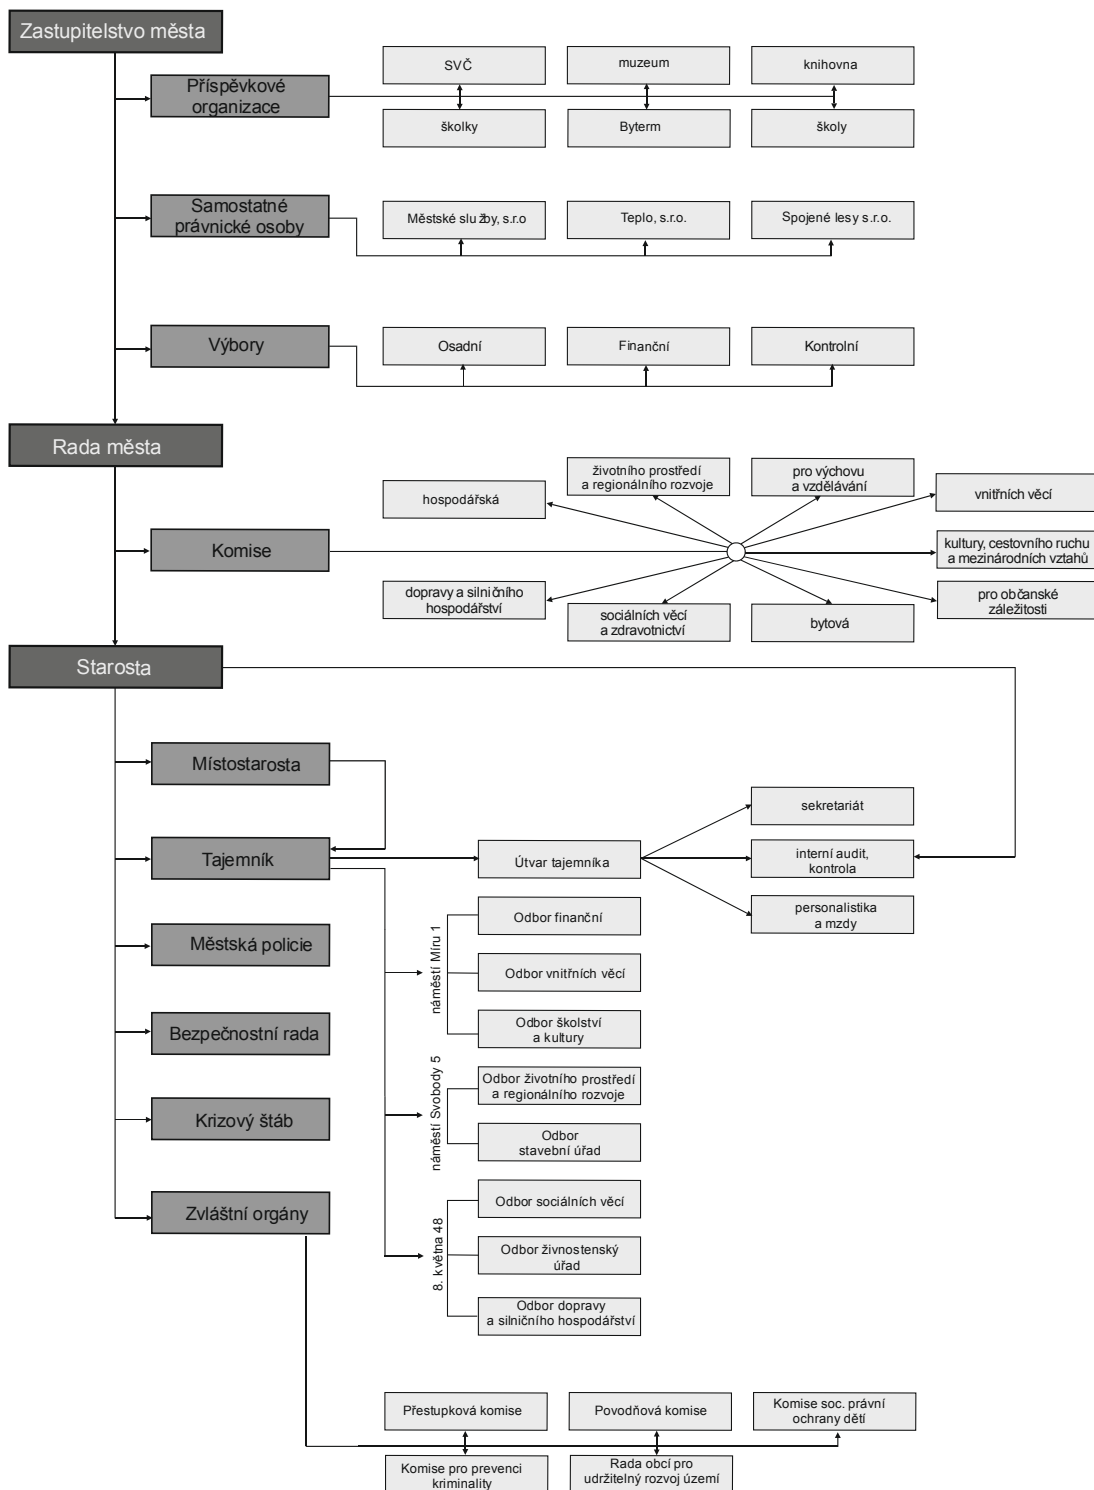 Zastupitelstvo města
Příspěvkové
organizace
SVČ
muzeum
knihovna
školky
Byterm
školy
Samostatné
právnické osoby
Městské služby, s.r.o
Teplo, s.r.o.
Spojené lesy s.r.o.
Výbory
Osadní
Finanční
Kontrolní
Rada města
Komise
hospodářská
životního prostředí
a regionálního rozvoje
pro výchovu
a vzdělávání
vnitřních věcí
kultury, cestovního ruchu
a mezinárodních vztahů
dopravy a silničního
hospodářství
sociálních věcí
a zdravotnictví
bytová
pro občanské
záležitosti
Starosta
Místostarosta
Tajemník
Útvar tajemníka
sekretariát
interní audit,
kontrola
personalistika
a mzdy
Městská policie
Bezpečnostní rada
Krizový štáb
Zvláštní orgány
náměstí Míru 1
Odbor finanční
Odbor vnitřních věcí
Odbor školství
a kultury
náměstí Svobody 5
Odbor životního prostředí
a regionálního rozvoje
Odbor
stavební úřad
8. května 48
Odbor sociálních věcí
Odbor živnostenský
úřad
Odbor dopravy
a silničního hospodářství
Přestupková komise
Povodňová komise
Komise soc. právní
ochrany dětí
Komise pro prevenci
kriminality
Rada obcí pro
udržitelný rozvoj území